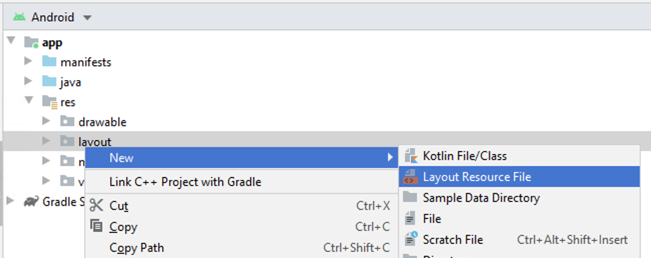 Android
app
manifests
java
res
drawable
layout
New
Kotlin File/Class
Link C++ Project with Gradle
Layout Resource File
Sample Data Directory
Gradle S
Cut Ctrl+X
File
Copy Ctrl+C
Scratch File Ctrl+Alt+Shift+Insert
Copy Path Ctrl+Shift+C